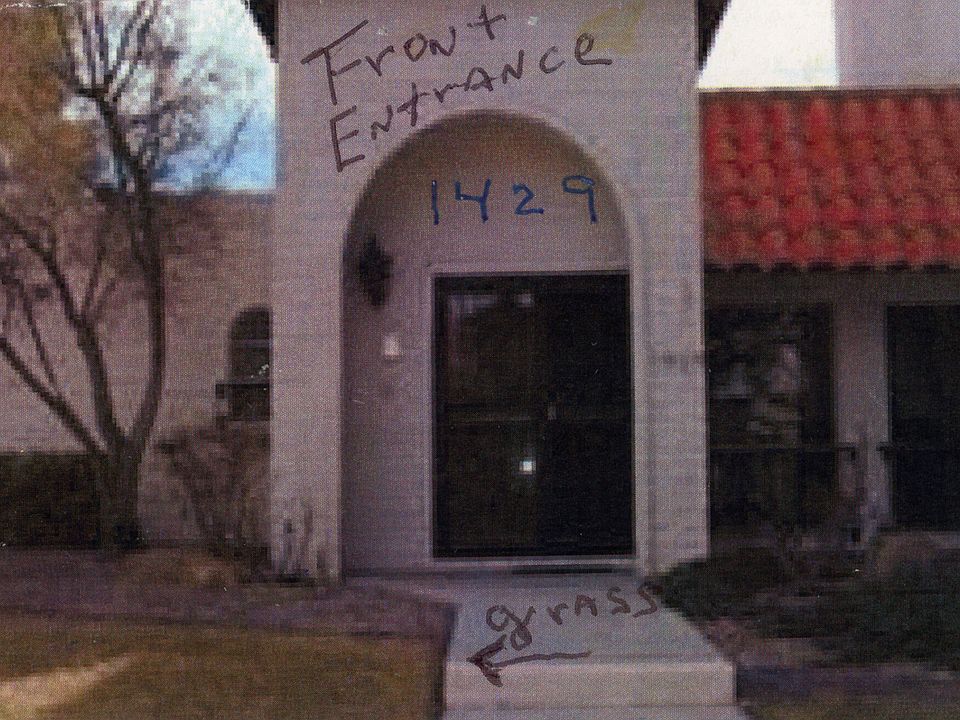 Front
Entrance
1429
grass